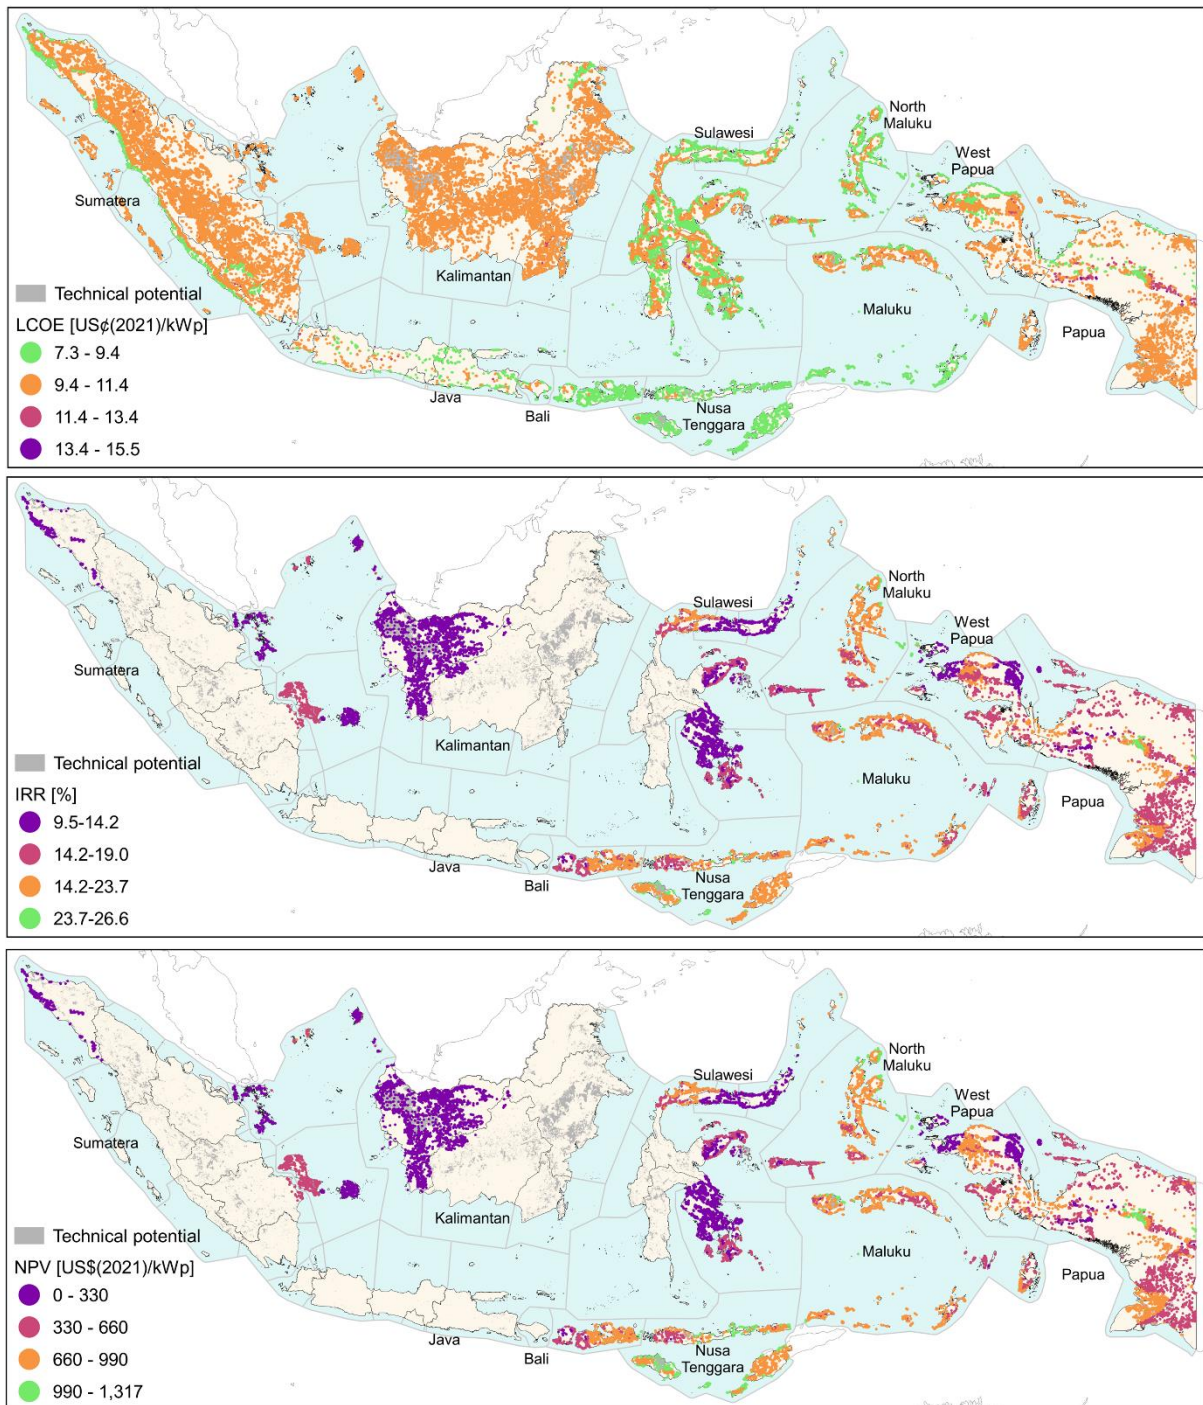 North
Maluku
Sulawesi
West
Papua
Sumatera
Kalimantan
Technical potential
LCOE [US¢(2021)/kWp]
7.3 - 9.4
9.4 - 11.4
11.4 - 13.4
13.4 - 15.5
Maluku
Papua
Java
Bali
Nusa
Tenggara
North
Maluku
Sulawesi
West
Papua
Sumatera
Kalimantan
Technical potential
IRR [%]
9.5-14.2
14.2-19.0
14.2-23.7
23.7-26.6
Maluku
Papua
Java
Bali
Nusa
Tenggara
North
Maluku
Sulawesi
West
Papua
Sumatera
Kalimantan
Technical potential
NPV [US$(2021)/kWp]
0 - 330
330 - 660
660 - 990
990 - 1,317
Maluku
Papua
Java
Bali
Nusa
Tenggara